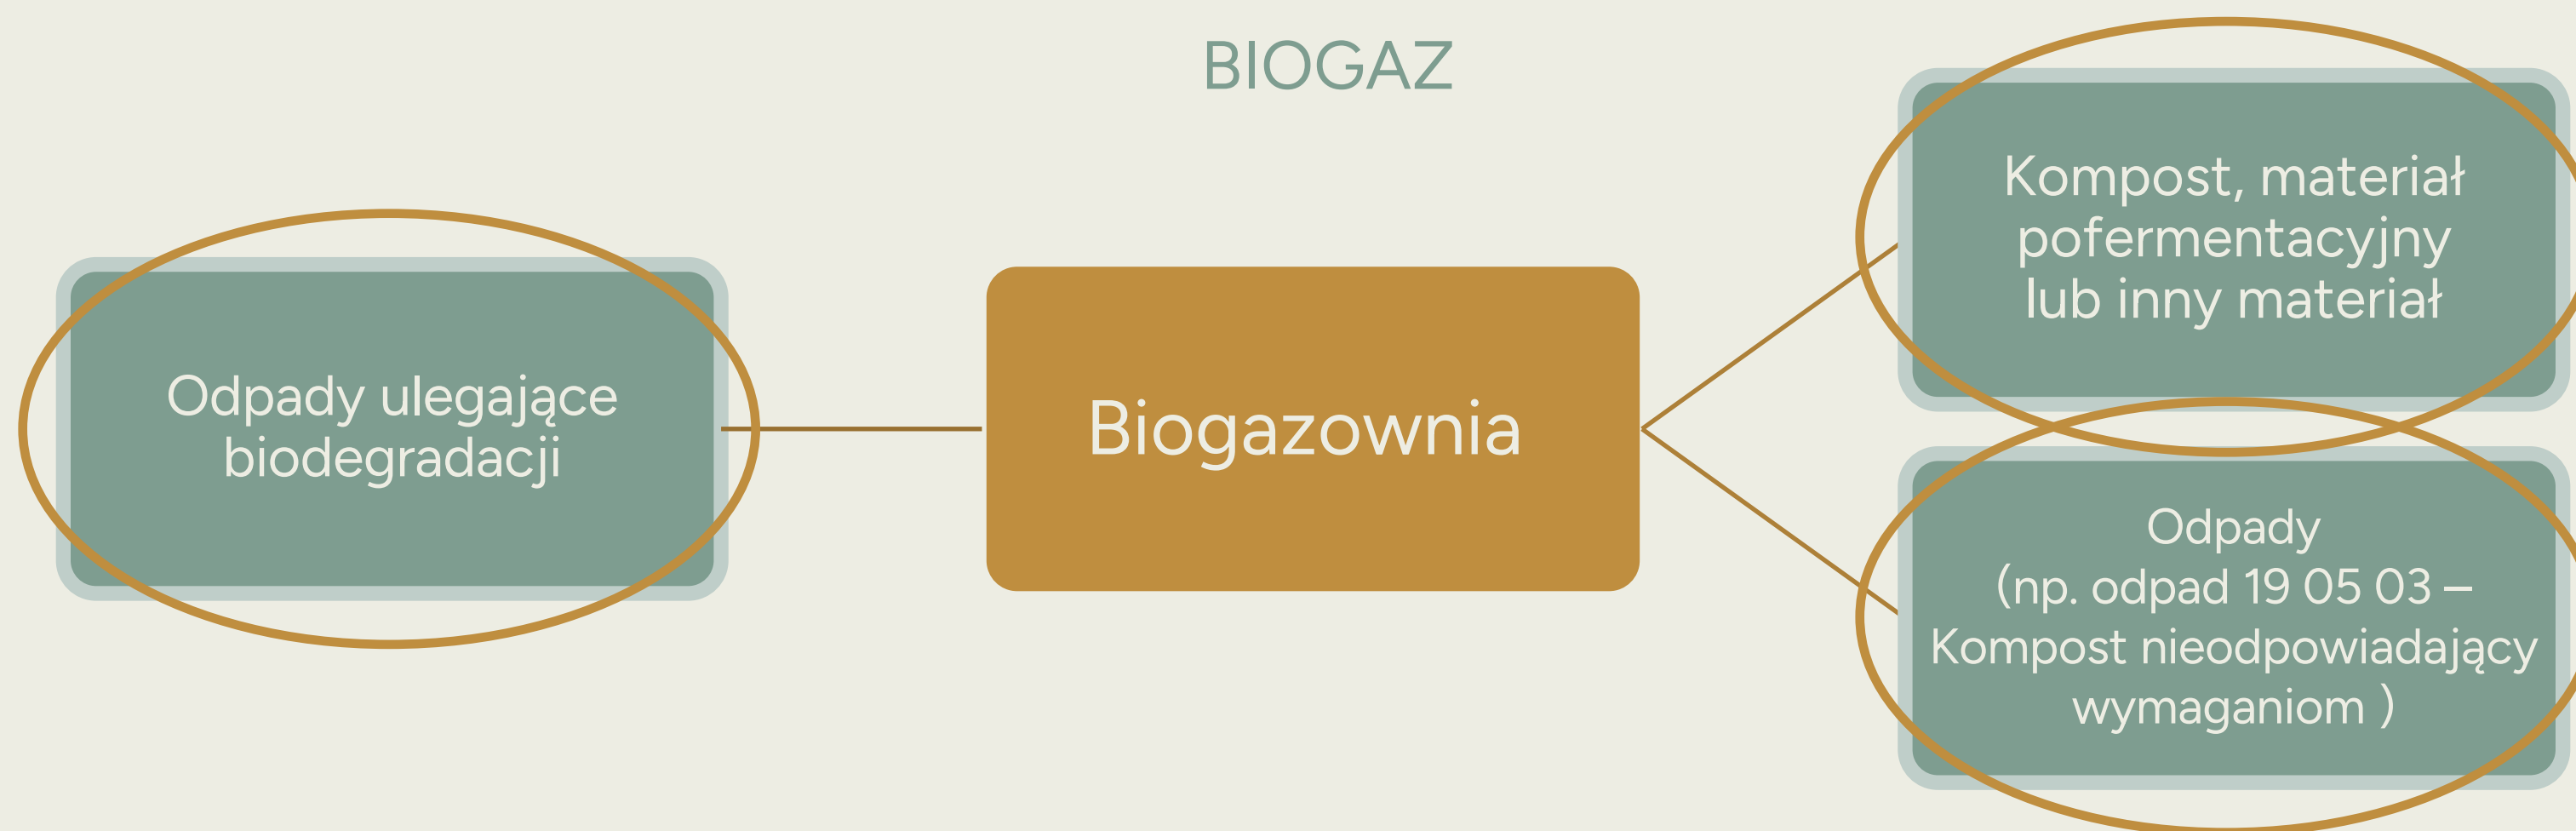 BIOGAZ
Odpady ulegające
biodegradacji
Biogazownia
Kompost, materiał
pofermentacyjny
lub inny materiał
Odpady
(np. odpad 19 05 03 –
Kompost nieodpowiadający
wymaganiom )